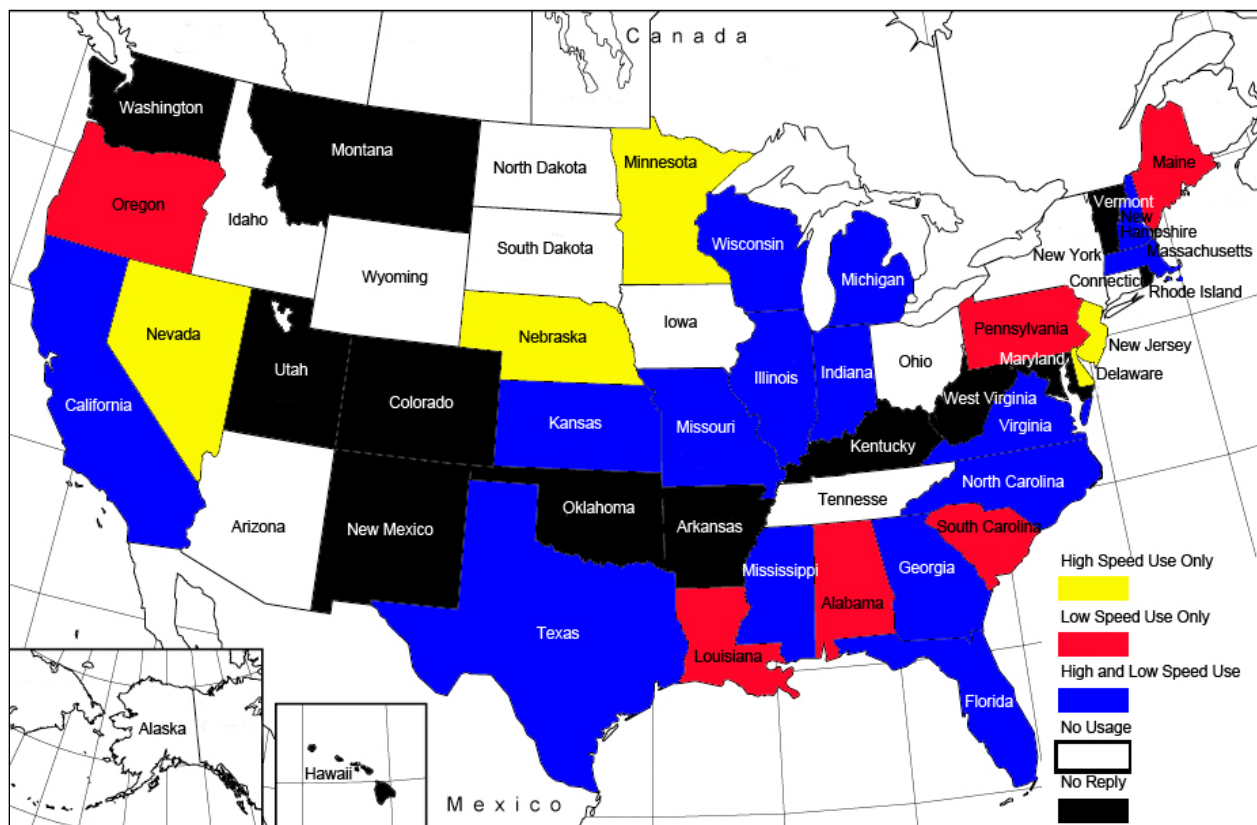 Canada
Washington
Montana
North Dakota
Minnesota
Maine
Oregon
Idaho
Vermont
New
Hampshire
South Dakota
Wisconsin
Massachusetts
New York
Wyoming
Michigan
Connecticut
Rhode Island
Nevada
Nebraska
Iowa
Pennsylvania
New Jersey
Ohio
Maryland
Utah
Illinois
Indiana
Delaware
Colorado
West Virginia
California
Kansas
Missouri
Virginia
Kentucky
North Carolina
Tennesse
Oklahoma
Arizona
New Mexico
Arkansas
South Carolina
Mississippi
Georgia
High Speed Use Only
Alabama
Low Speed Use Only
Texas
Louisiana
High and Low Speed Use
Florida
Alaska
No Usage
Hawaii
No Reply
Mexico